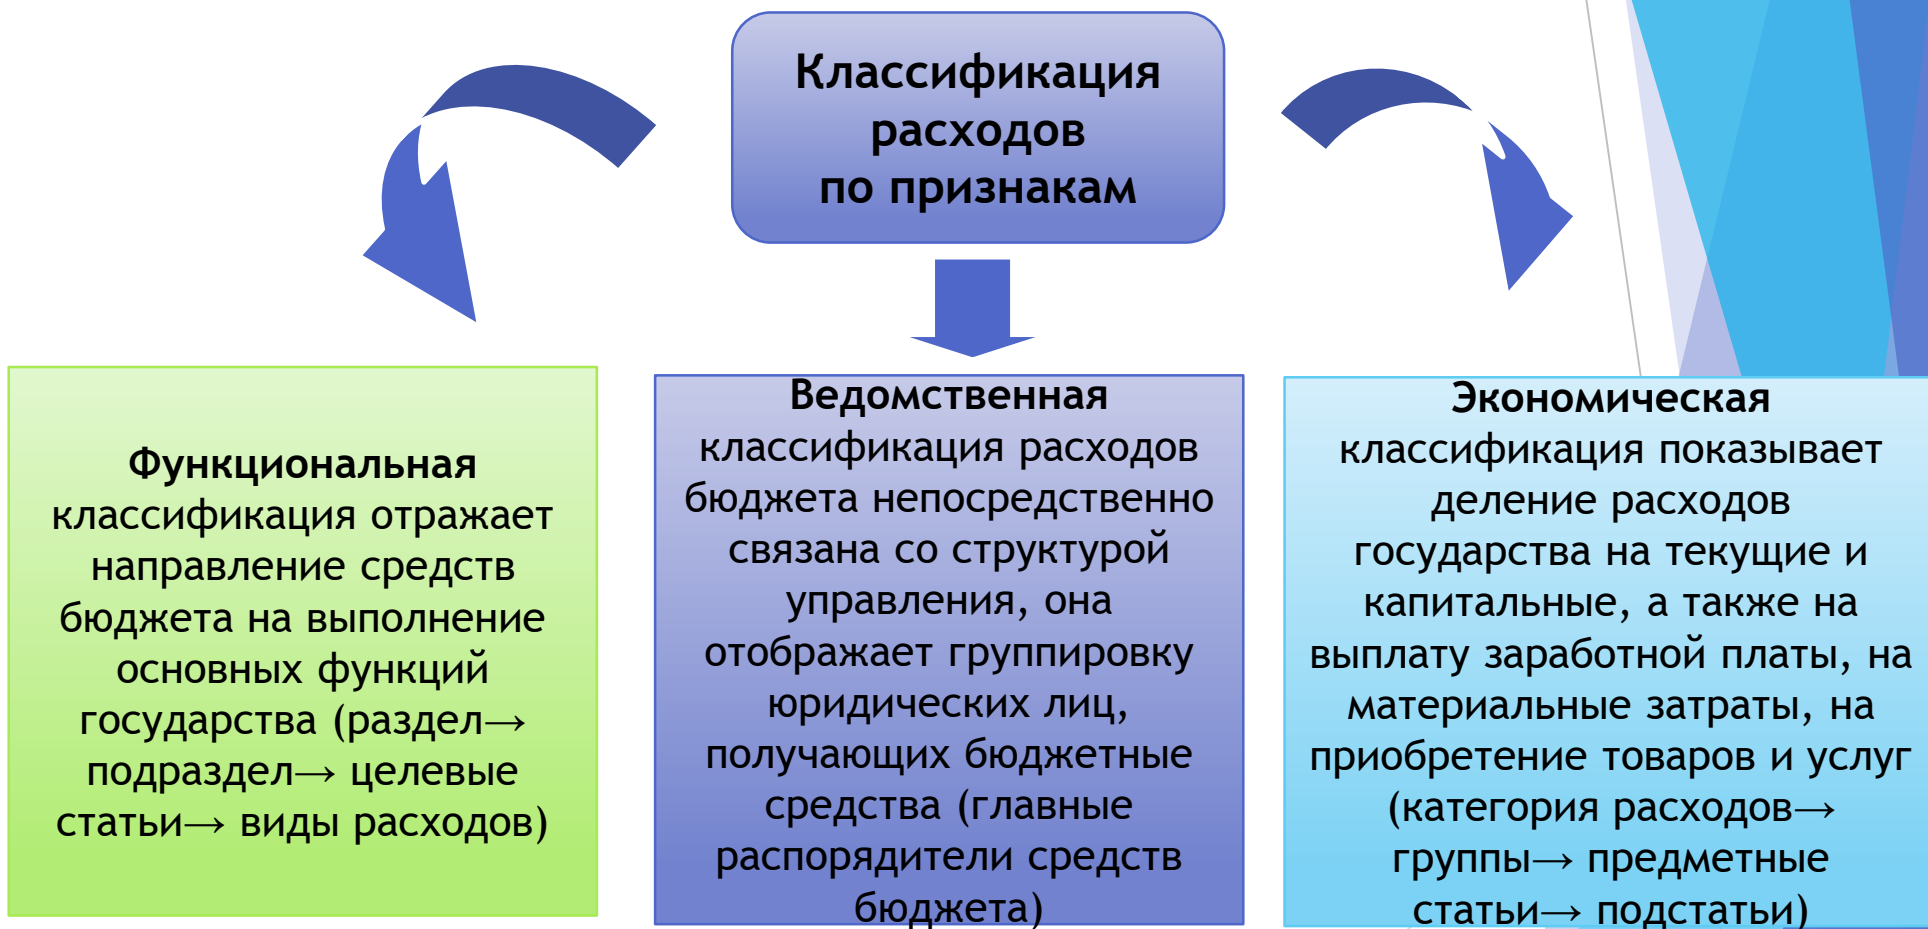 Классификация
расходов
по признакам
Функциональная
классификация отражает
направление средств
бюджета на выполнение
основных функций
государства (раздел→
подраздел→ целевые
статьи→ виды расходов)
Ведомственная
классификация расходов
бюджета непосредственно
связана со структурой
управления, она
отображает группировку
юридических лиц,
получающих бюджетные
средства (главные
распорядители средств
бюджета)
Экономическая
классификация показывает
деление расходов
государства на текущие и
капитальные, а также на
выплату заработной платы, на
материальные затраты, на
приобретение товаров и услуг
(категория расходов→
группы→ предметные
статьи→ подстатьи)